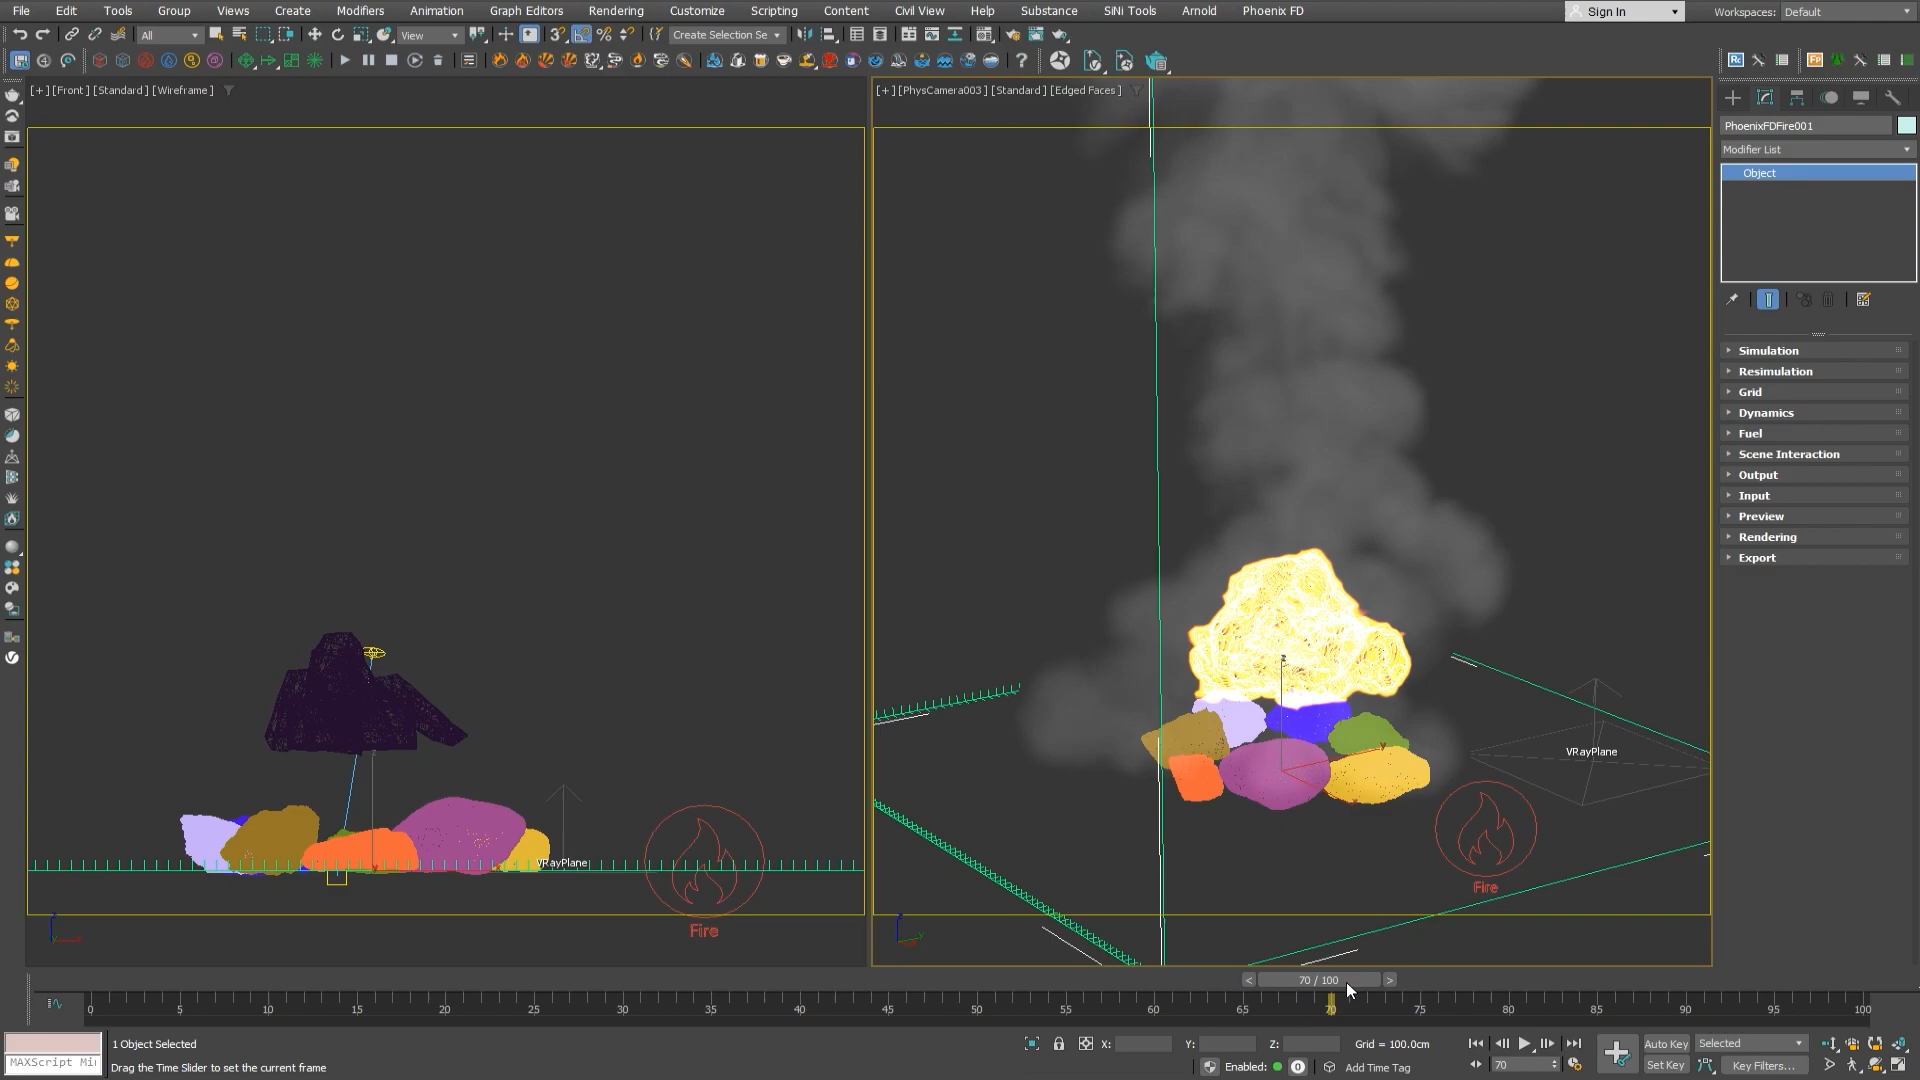 File Edit Tools Group Views Create Modifiers Animation Graph Editors Rendering Customize Scripting Content Civil View Help Substance SiNi Tools Arnold Phoenix FD Sign In Workspaces: Default
All View Create Selection Se
[+] [Front ] [Standard ] [Wireframe ]
[+] [PhysCamera003 ] [Standard ] [Edged Faces ]
PhoenixFDFire001
Modifier List
Object
Simulation
Resimulation
Grid
Dynamics
Fuel
Scene Interaction
Output
Input
Preview
Rendering
Export
VRayPlane
VRayPlane
Fire
Fire
< 70 / 100 >
0 5 10 15 20 25 30 35 40 45 50 55 60 65 70 75 80 85 90 95 100
1 Object Selected X: Y: Z: Grid = 100.0cm Auto Key Selected
MAXScript Mi
Drag the Time Slider to set the current frame Enabled: 0 Add Time Tag 70 Set Key Key Filters...